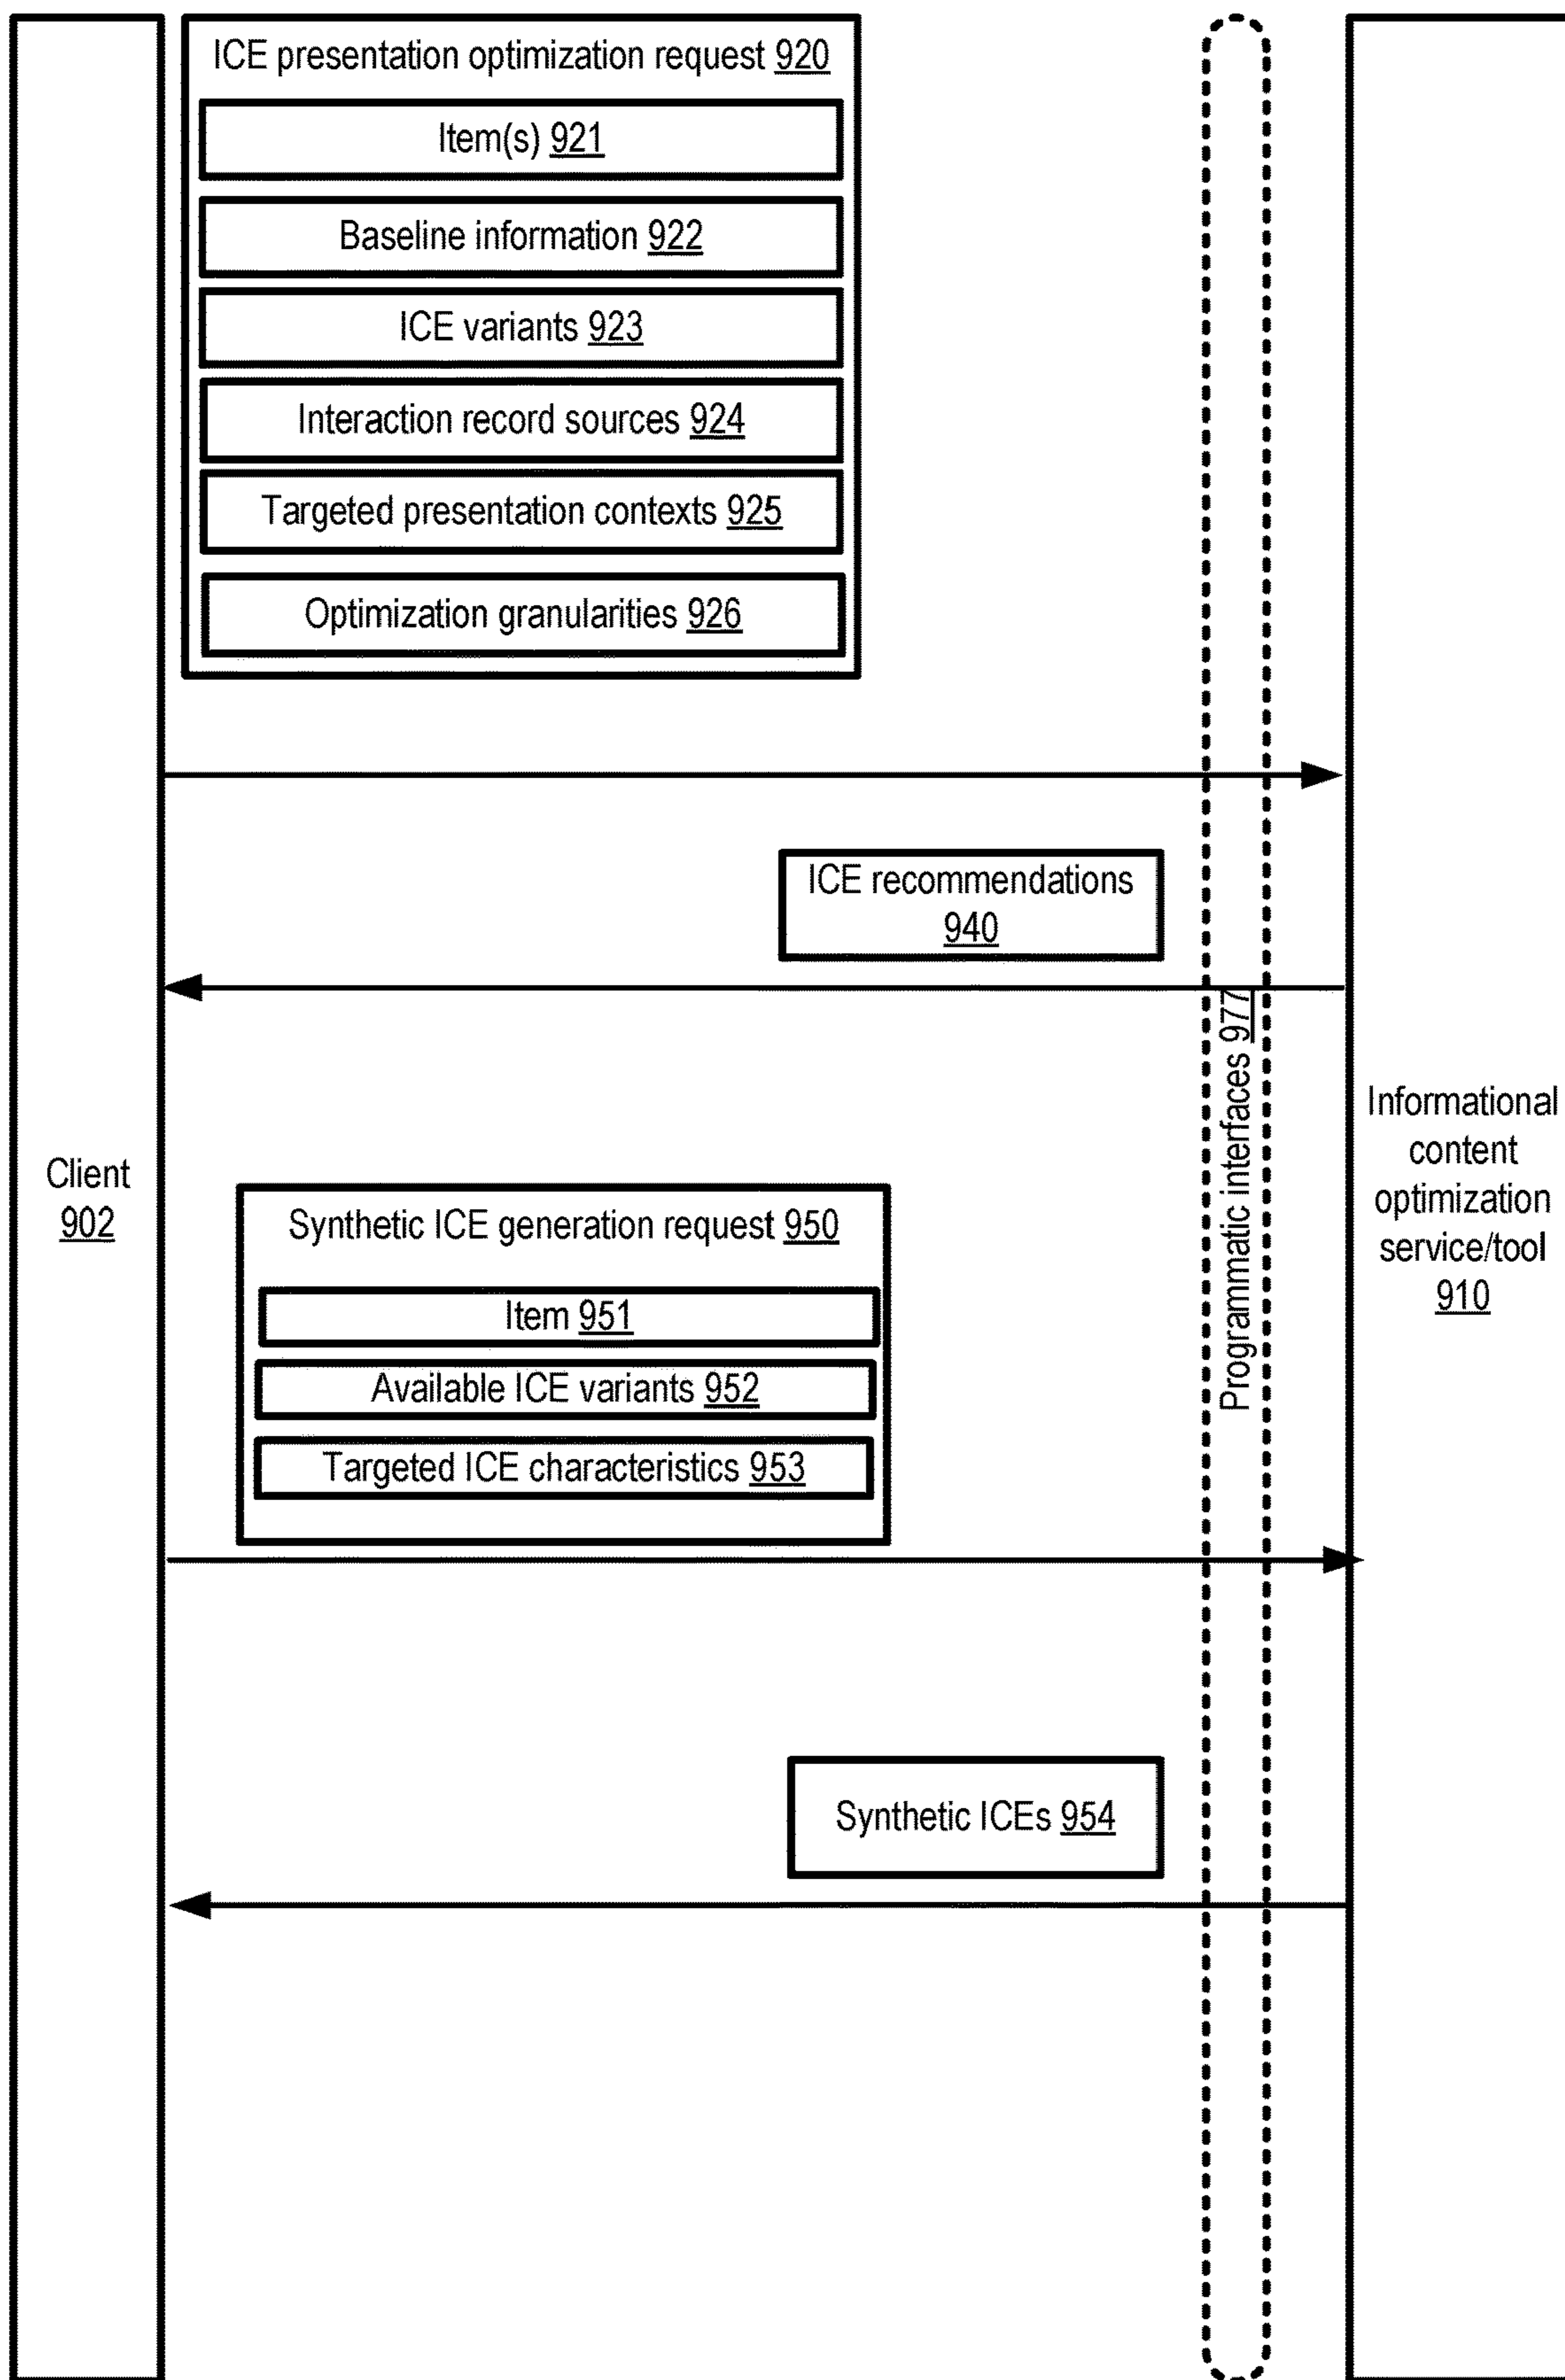 ICE presentation optimization request 920
Item(s) 921
Baseline information 922
ICE variants 923
Interaction record sources 924
Targeted presentation contexts 925
Optimization granularities 926
ICE recommendations
940
Programmatic interfaces 977
Client
902
Informational
content
optimization
service/tool
910
Synthetic ICE generation request 950
Item 951
Available ICE variants 952
Targeted ICE characteristics 953
Synthetic ICEs 954